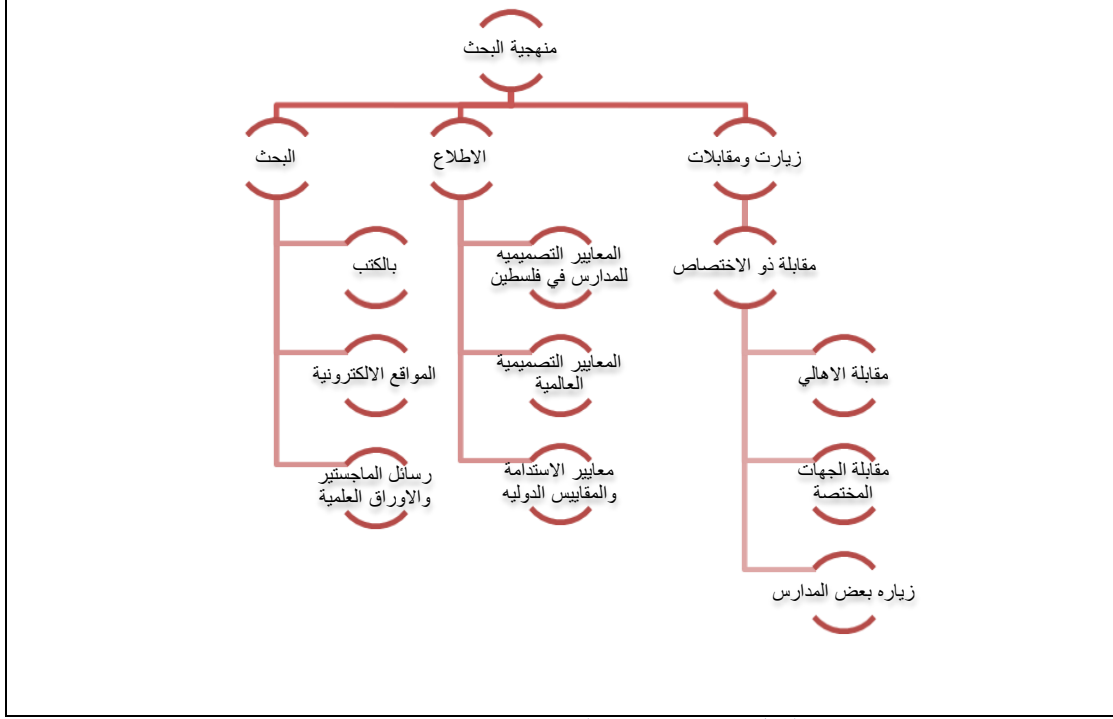 منهجية البحث
زيارت ومقابلات
الاطلاع
البحث
مقابلة ذو الاختصاص
المعايير التصميميه
للمدارس في فلسطين
بالكتب
مقابلة الاهالي
المعايير التصميمية
العالمية
المواقع الالكترونية
مقابلة الجهات
المختصة
معايير الاستدامة
والمقاييس الدوليه
رسائل الماجستير
والاوراق العلمية
زياره بعض المدارس